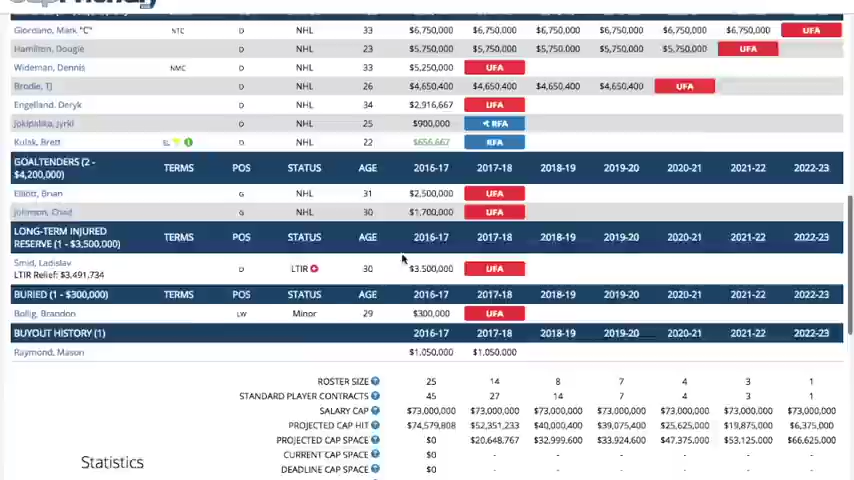 Giordano, Mark "C" NTC D NHL 33 $6,750,000 $6,750,000 $6,750,000 $6,750,000 $6,750,000 $6,750,000 UFA
Hamilton, Dougie D NHL 23 $5,750,000 $5,750,000 $5,750,000 $5,750,000 $5,750,000 UFA
Wideman, Dennis NMC D NHL 33 $5,250,000 UFA
Brodie, TJ D NHL 26 $4,650,400 $4,650,400 $4,650,400 $4,650,400 UFA
Engelland, Deryk D NHL 34 $2,916,667 UFA
Jokipakka, Jyrki D NHL 25 $900,000 RFA
Kulak, Brett D NHL 22 $656,667 RFA
GOALTENDERS (2 - $4,200,000) TERMS POS STATUS AGE 2016-17 2017-18 2018-19 2019-20 2020-21 2021-22 2022-23
Elliott, Brian G NHL 31 $2,500,000 UFA
Johnson, Chad G NHL 30 $1,700,000 UFA
LONG-TERM INJURED RESERVE (1 - $3,500,000) TERMS POS STATUS AGE 2016-17 2017-18 2018-19 2019-20 2020-21 2021-22 2022-23
Smid, Ladislav D LTIR 30 $3,500,000 UFA
LTIR Relief: $3,491,734
BURIED (1 - $300,000) TERMS POS STATUS AGE 2016-17 2017-18 2018-19 2019-20 2020-21 2021-22 2022-23
Bollig, Brandon LW Minor 29 $300,000 UFA
BUYOUT HISTORY (1) 2016-17 2017-18 2018-19 2019-20 2020-21 2021-22 2022-23
Raymond, Mason $1,050,000 $1,050,000
ROSTER SIZE 25 14 8 7 4 3 1
STANDARD PLAYER CONTRACTS 45 27 14 7 4 3 1
SALARY CAP $73,000,000 $73,000,000 $73,000,000 $73,000,000 $73,000,000 $73,000,000 $73,000,000
PROJECTED CAP HIT $74,579,808 $52,351,233 $40,000,400 $39,075,400 $25,625,000 $19,875,000 $6,375,000
PROJECTED CAP SPACE $0 $20,648,767 $32,999,600 $33,924,600 $47,375,000 $53,125,000 $66,625,000
CURRENT CAP SPACE $0 - - - - - -
DEADLINE CAP SPACE $0 - - - - - -
Statistics